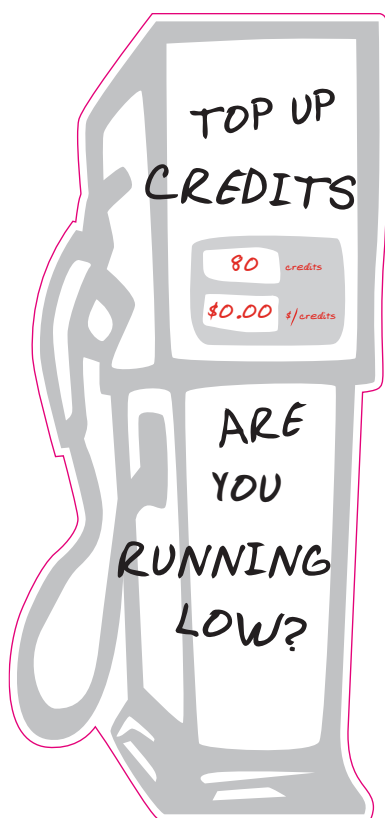 TOP UP
CREDITS
80 credits
$0.00 $/credits
ARE
YOU
RUNNING
LOW?